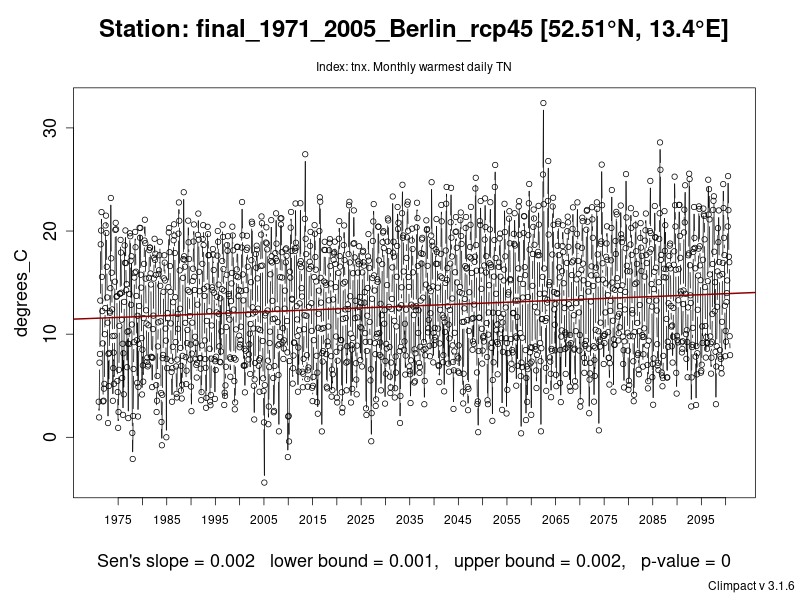 Station: final_1971_2005_Berlin_rcp45 [52.51°N, 13.4°E]
Index: tnx. Monthly warmest daily TN
degrees_C
30
20
10
0
1975 1985 1995 2005 2015 2025 2035 2045 2055 2065 2075 2085 2095
Sen's slope = 0.002 lower bound = 0.001, upper bound = 0.002, p-value = 0
Climpact v 3.1.6